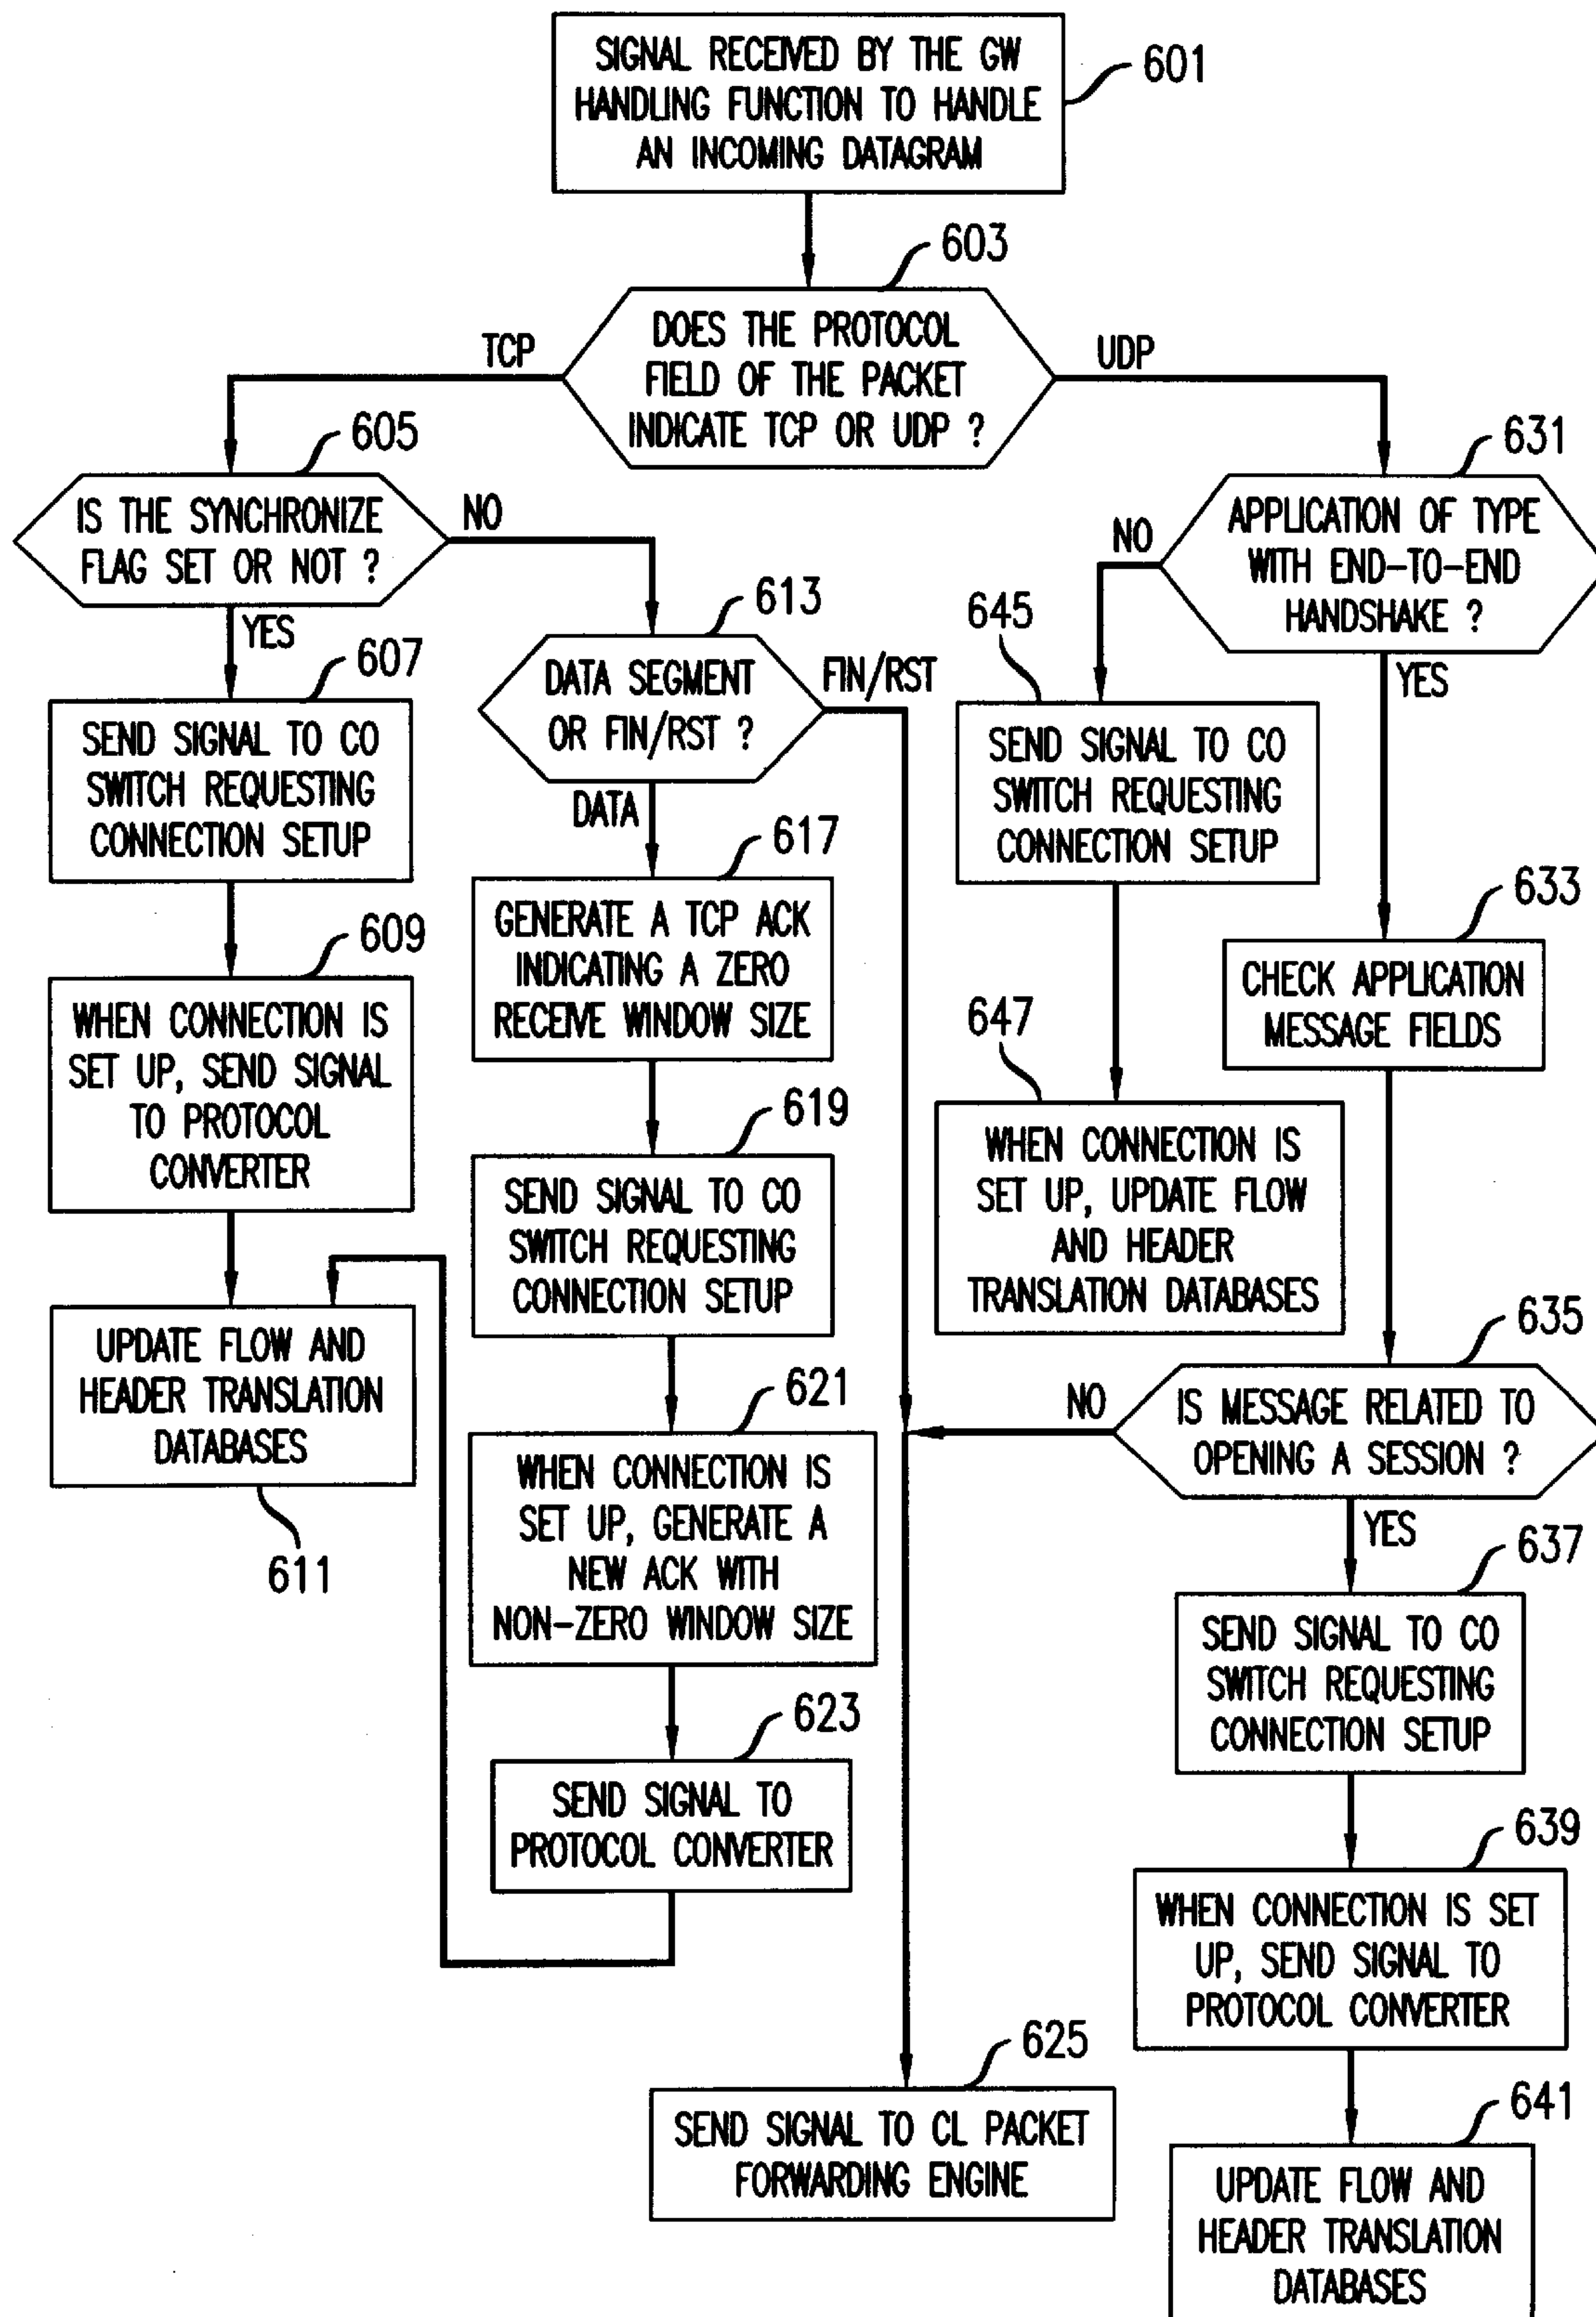 SIGNAL RECEIVED BY THE GW
HANDLING FUNCTION TO HANDLE
AN INCOMING DATAGRAM
601
603
DOES THE PROTOCOL
FIELD OF THE PACKET
INDICATE TCP OR UDP ?
TCP
UDP
605
IS THE SYNCHRONIZE
FLAG SET OR NOT ?
NO
YES
631
APPLICATION OF TYPE
WITH END-TO-END
HANDSHAKE ?
NO
YES
607
SEND SIGNAL TO CO
SWITCH REQUESTING
CONNECTION SETUP
613
DATA SEGMENT
OR FIN/RST ?
FIN/RST
DATA
645
SEND SIGNAL TO CO
SWITCH REQUESTING
CONNECTION SETUP
617
GENERATE A TCP ACK
INDICATING A ZERO
RECEIVE WINDOW SIZE
633
CHECK APPLICATION
MESSAGE FIELDS
609
WHEN CONNECTION IS
SET UP, SEND SIGNAL
TO PROTOCOL
CONVERTER
647
WHEN CONNECTION IS
SET UP, UPDATE FLOW
AND HEADER
TRANSLATION DATABASES
619
SEND SIGNAL TO CO
SWITCH REQUESTING
CONNECTION SETUP
UPDATE FLOW AND
HEADER TRANSLATION
DATABASES
611
635
IS MESSAGE RELATED TO
OPENING A SESSION ?
NO
YES
621
WHEN CONNECTION IS
SET UP, GENERATE A
NEW ACK WITH
NON-ZERO WINDOW SIZE
637
SEND SIGNAL TO CO
SWITCH REQUESTING
CONNECTION SETUP
623
SEND SIGNAL TO
PROTOCOL CONVERTER
639
WHEN CONNECTION IS SET
UP, SEND SIGNAL TO
PROTOCOL CONVERTER
625
SEND SIGNAL TO CL PACKET
FORWARDING ENGINE
641
UPDATE FLOW AND
HEADER TRANSLATION
DATABASES